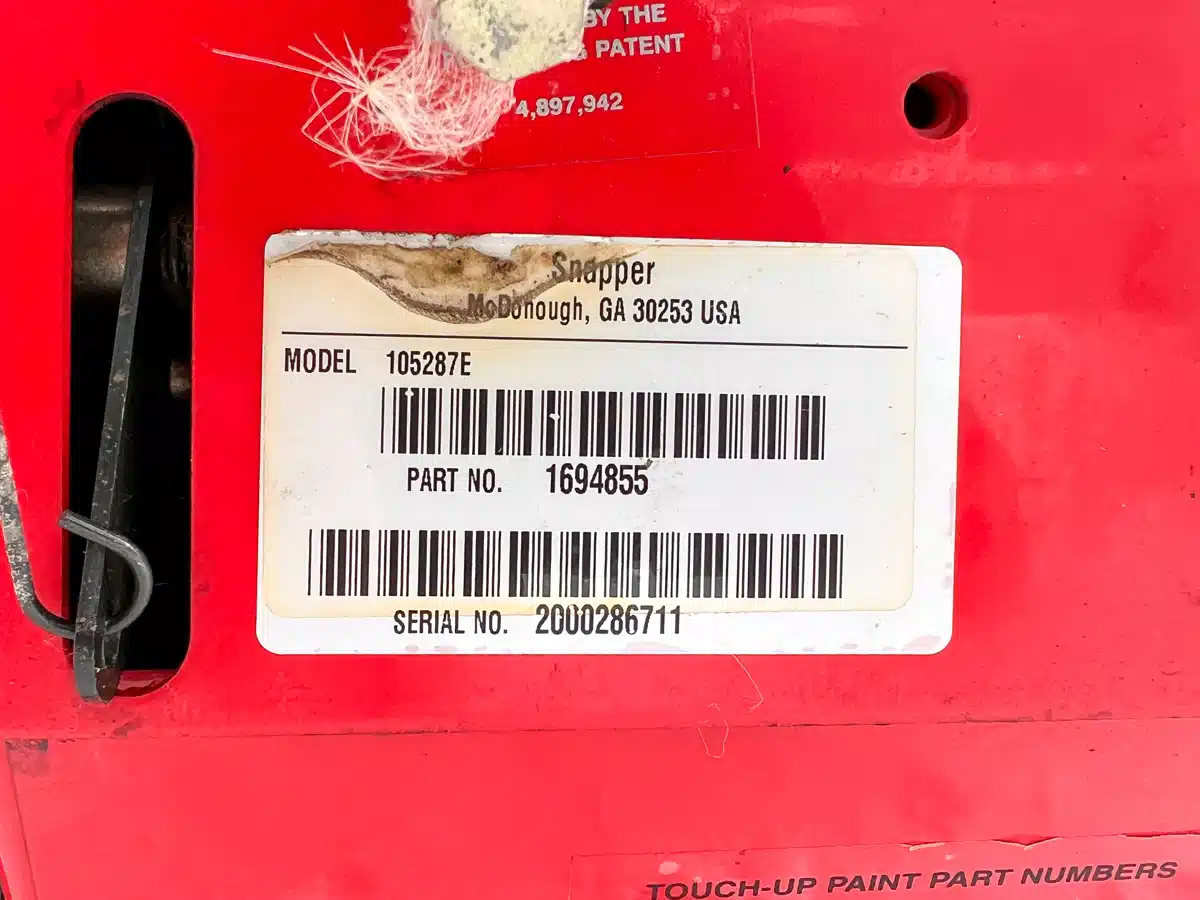 BY THE
PATENT
4,897,942
Snapper
McDonough, GA 30253 USA
MODEL 105287E
PART NO. 1694855
SERIAL NO. 2000286711
TOUCH-UP PAINT PART NUMBERS